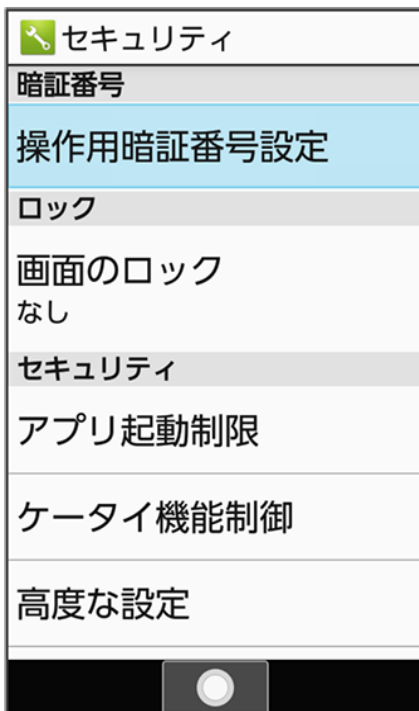 セキュリティ
暗証番号
操作用暗証番号設定
ロック
画面のロック
なし
セキュリティ
アプリ起動制限
ケータイ機能制御
高度な設定